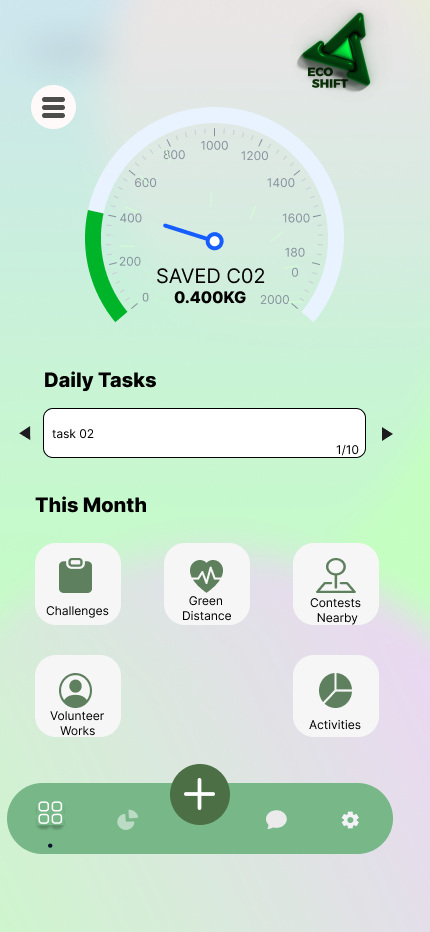 ECO
SHIFT
1000
800
1200
600
1400
400
1600
200
180
0
0
2000
SAVED C02
0.400KG
Daily Tasks
task 02
1/10
This Month
Challenges
Green
Distance
Contests
Nearby
Volunteer
Works
Activities